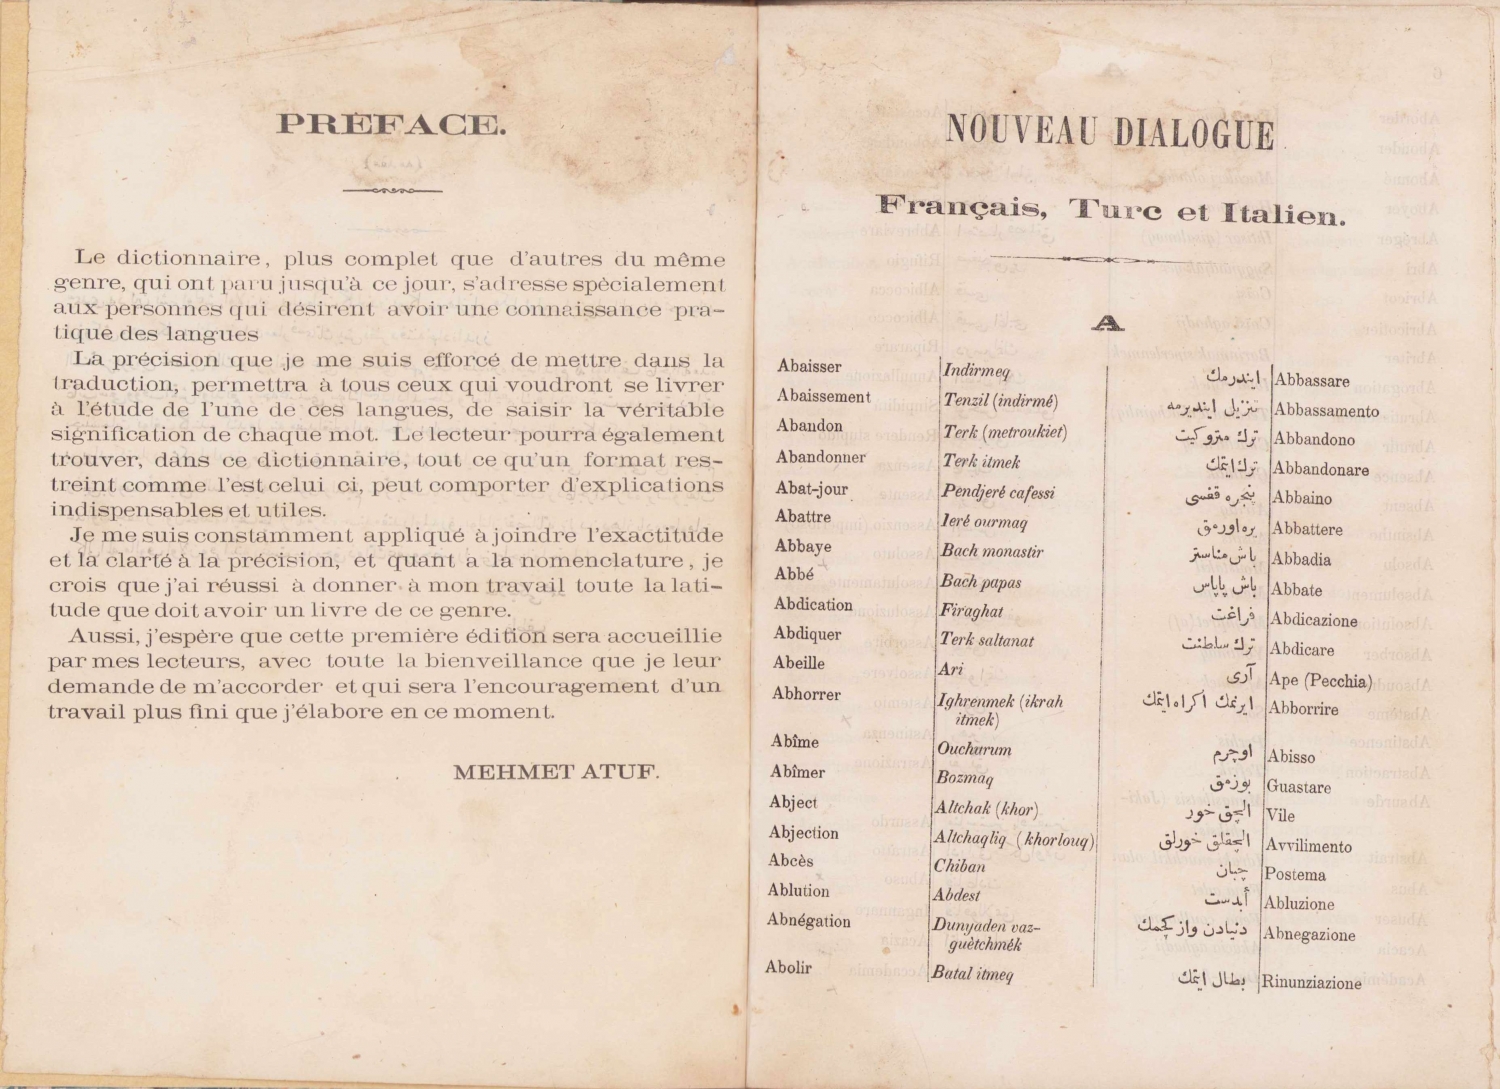 PRÉFACE.
Le dictionnaire, plus complet que d'autres du même
genre, qui ont paru jusqu'à ce jour, s'adresse spècialement
aux personnes qui désirent avoir une connaissance pra-
tique des langues
La précision que je me suis efforcé de mettre dans la
traduction, permettra à tous ceux qui voudront se livrer
à l'étude de l'une de ces langues, de saisir la véritable
signification de chaque mot. Le lecteur pourra également
trouver, dans ce dictionnaire, tout ce qu'un format res-
treint comme l'est celui ci, peut comporter d'explications
indispensables et utiles.
Je me suis constamment appliqué à joindre l'exactitude
et la clarté à la précision, et quant a la nomenclature, je
crois que j'ai réussi à donner à mon travail toute la lati-
tude que doit avoir un livre de ce genre.
Aussi, j'espère que cette première édition sera accueillie
par mes lecteurs, avec toute la bienveillance que je leur
demande de m'accorder et qui sera l'encouragement d'un
travail plus fini que j'élabore en ce moment.
MEHMET ATUF.
NOUVEAU DIALOGUE
Français, Turc et Italien.
A
Abaisser Indirmeq ايندرمك Abbassare
Abaissement Tenzil (indirmé) تنزيل اينديرمه Abbassamento
Abandon Terk (metroukiet) ترك متروكيت Abbandono
Abandonner Terk itmek ترك ايتمك Abbandonare
Abat-jour Pendjeré cafessi پنجره قفسى Abbaino
Abattre Ieré ourmaq يره اورمق Abbattere
Abbaye Bach monastir باش مناستر Abbadia
Abbé Bach papas باش پاپاس Abbate
Abdication Firaghat فراغت Abdicazione
Abdiquer Terk saltanat ترك سلطنت Abdicare
Abeille Ari آرى Ape (Pecchia)
Abhorrer Ighrenmek (ikrah ايرنمك اكراه ايتمك Abborrire
itmek)
Abîme Ouchurum اوچرم Abisso
Abîmer Bozmaq بوزمق Guastare
Abject Altchak (khor) الچق خور Vile
Abjection Altchaqliq (khorlouq) الچقلق خورلق Avvilimento
Abcès Chiban چبان Postema
Ablution Abdest أبدست Abluzione
Abnégation Dunyaden vaz- دنيادن واز كچمك Abnegazione
guètchmék
Abolir Batal itmeq بطال ايتمك Rinunziazione